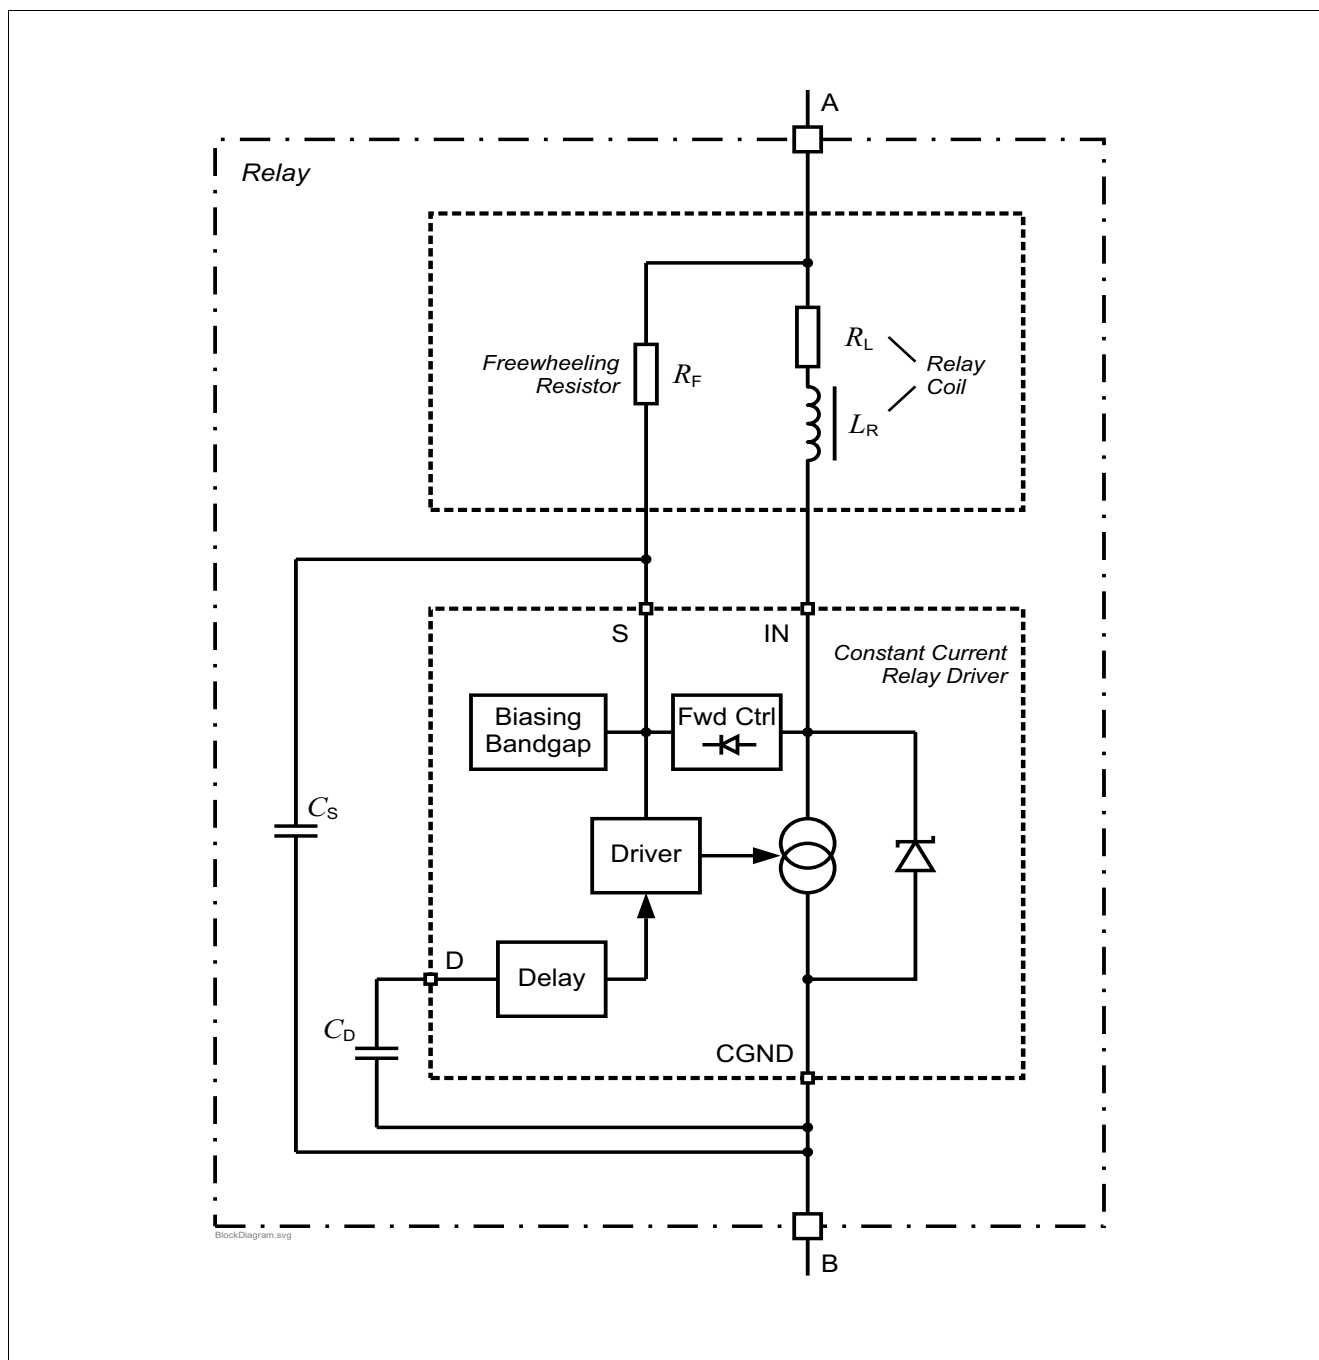 A
Relay
Freewheeling
Resistor
RF
RL
Relay
Coil
LR
S
IN
Constant Current
Relay Driver
Biasing
Bandgap
Fwd Ctrl
CS
Driver
D
Delay
CD
CGND
BlockDiagram.svg
B